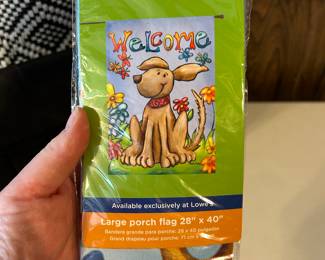 Welcome
Available exclusively at Lowe's
Large porch flag 28" x 40"
Bandera grande para porche: 28 x 40 pulgadas
Grand drapeau pour porche: 71 cm x